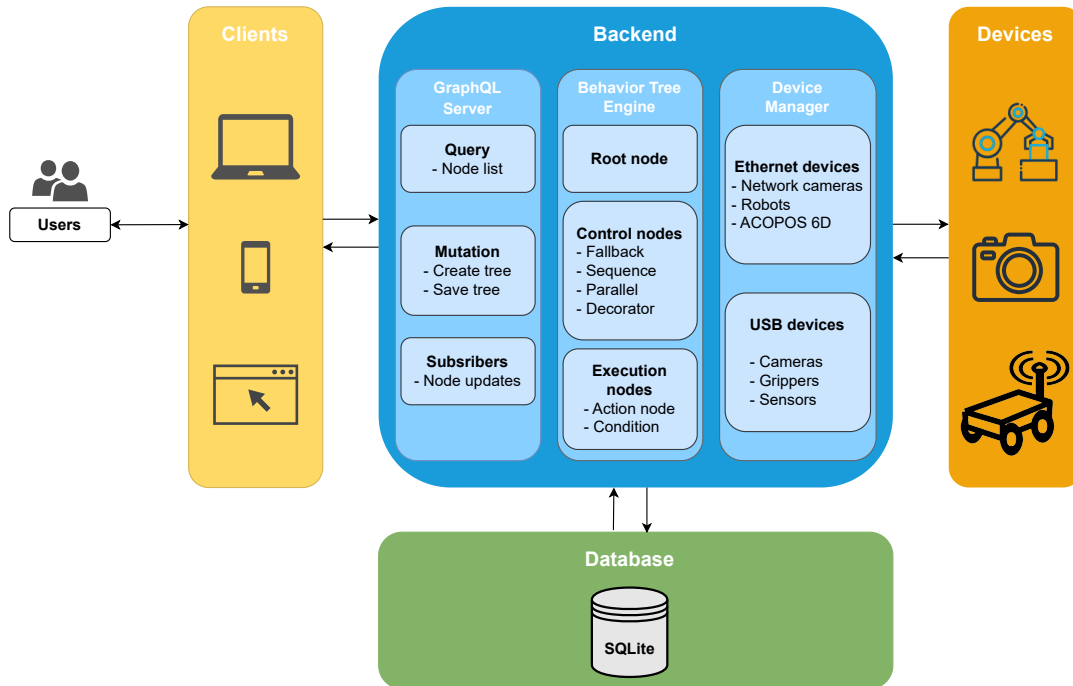 Users
Clients
Backend
GraphQL
Server
Query
- Node list
Mutation
- Create tree
- Save tree
Subsribers
- Node updates
Behavior Tree
Engine
Root node
Control nodes
- Fallback
- Sequence
- Parallel
- Decorator
Execution
nodes
- Action node
- Condition
Device
Manager
Ethernet devices
- Network cameras
- Robots
- ACOPOS 6D
USB devices
- Cameras
- Grippers
- Sensors
Devices
Database
SQLite